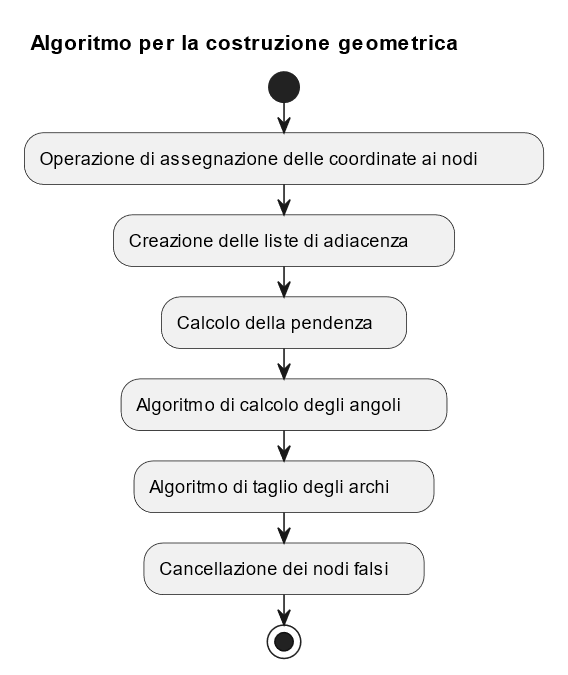 Algoritmo per la costruzione geometrica
Operazione di assegnazione delle coordinate ai nodi
Creazione delle liste di adiacenza
Calcolo della pendenza
Algoritmo di calcolo degli angoli
Algoritmo di taglio degli archi
Cancellazione dei nodi falsi